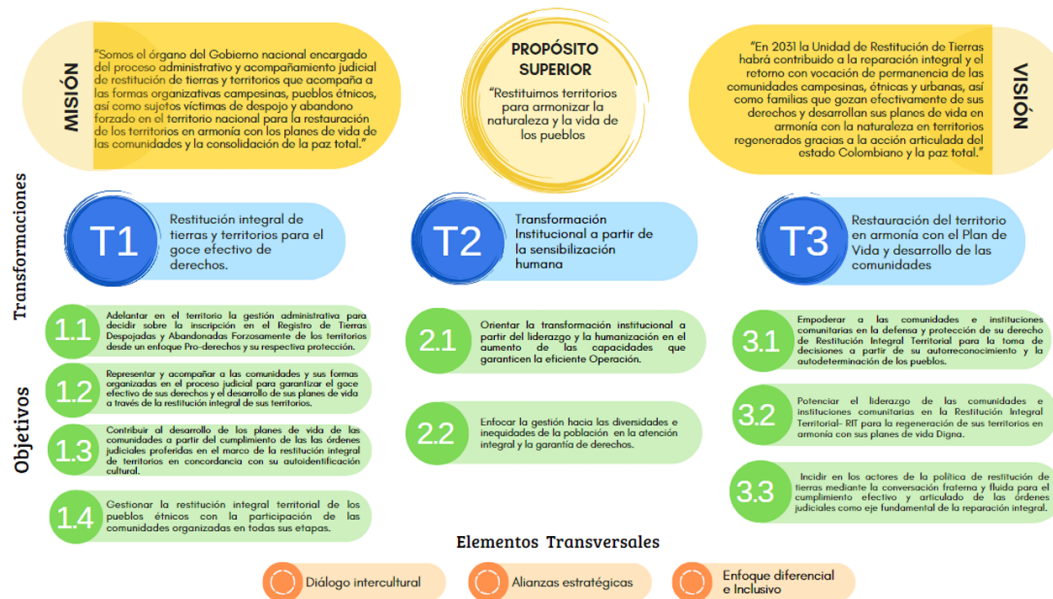 MISIÓN
"Somos el órgano del Gobierno nacional encargado
del proceso administrativo y acompañamiento judicial
de restitución de tierras y territorios que acompaña a
las formas organizativas campesinas, pueblos étnicos,
así como sujetos víctimas de despojo y abandono
forzado en el territorio nacional para la restauración
de los territorios en armonía con los planes de vida de
las comunidades y la consolidación de la paz total."
PROPÓSITO
SUPERIOR
"Restituimos territorios
para armonizar la
naturaleza y la vida de
los pueblos
"En 2031 la Unidad de Restitución de Tierras
habrá contribuido a la reparación integral y el
retorno con vocación de permanencia de las
comunidades campesinas, étnicas y urbanas, así
como familias que gozan efectivamente de sus
derechos y desarrollan sus planes de vida en
armonía con la naturaleza en territorios
regenerados gracias a la acción articulada del
estado Colombiano y la paz total."
VISIÓN
Transformaciones
T1
Restitución integral de
tierras y territorios para el
goce efectivo de
derechos.
T2
Transformación
Institucional a partir de
la sensibilización
humana
T3
Restauración del territorio
en armonía con el Plan de
Vida y desarrollo de las
comunidades
Objetivos
1.1
Adelantar en el territorio la gestión administrativa para
decidir sobre la inscripción en el Registro de Tierras
Despojadas y Abandonadas Forzosamente de los territorios
desde un enfoque Pro-derechos y su respectiva protección.
1.2
Representar y acompañar a las comunidades y sus formas
organizadas en el proceso judicial para garantizar el goce
efectivo de sus derechos y el desarrollo de sus planes de vida
a través de la restitución integral de sus territorios.
1.3
Contribuir al desarrollo de los planes de vida de las
comunidades a partir del cumplimiento de las las órdenes
judiciales proferidas en el marco de la restitución integral
de territorios en concordancia con su autoidentificación
cultural.
1.4
Gestionar la restitución integral territorial de los
pueblos étnicos con la participación de las
comunidades organizadas en todas sus etapas.
2.1
Orientar la transformación institucional a
partir del liderazgo y la humanización en el
aumento de las capacidades que
garanticen la eficiente Operación.
2.2
Enfocar la gestión hacia las diversidades e
inequidades de la población en la atención
integral y la garantía de derechos.
3.1
Empoderar a las comunidades e instituciones
comunitarias en la defensa y protección de su derecho
de Restitución Integral Territorial para la toma de
decisiones a partir de su autorreconocimiento y la
autodeterminación de los pueblos.
3.2
Potenciar el liderazgo de las comunidades e
instituciones comunitarias en la Restitución Integral
Territorial- RIT para la regeneración de sus territorios en
armonía con sus planes de vida Digna.
3.3
Incidir en los actores de la política de restitución de
tierras mediante la conversación fraterna y fluida para el
cumplimiento efectivo y articulado de las órdenes
judiciales como eje fundamental de la reparación integral.
Elementos Transversales
Diálogo intercultural
Alianzas estratégicas
Enfoque diferencial
e Inclusivo